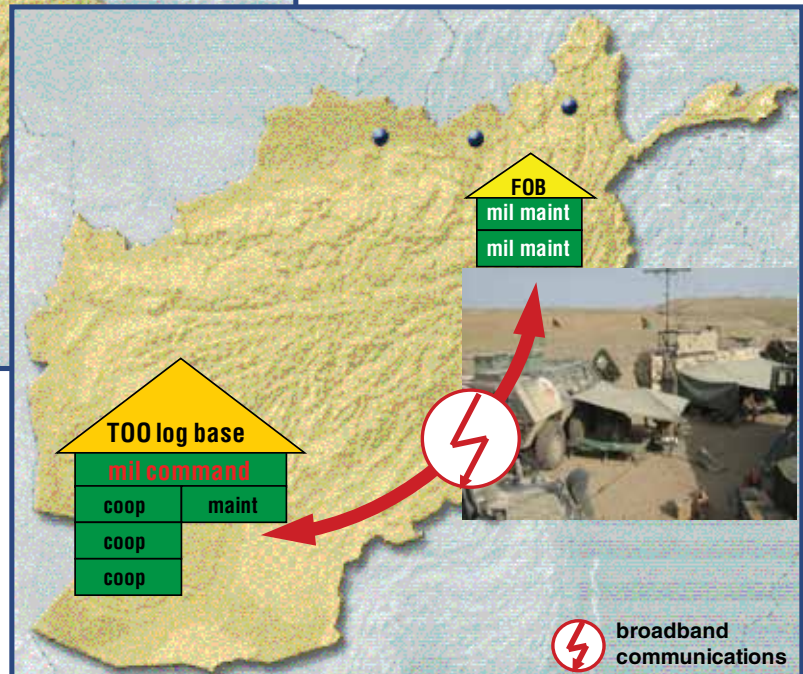 FOB
mil maint
mil maint
TOO log base
mil command
coop maint
coop
coop
broadband
communications